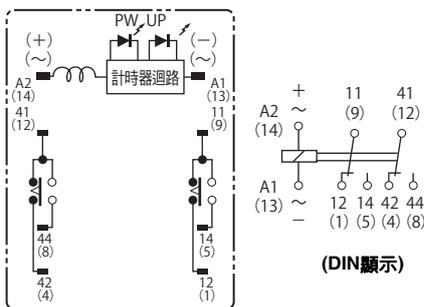 PW UP
(+) (−)
(～) (～)
計時器迴路
A2 A1
(14) (13)
41 11
(12) (9)
44 14
(8) (5)
42 12
(4) (1)
+ 11 41
～ (9) (12)
A2
(14)
A1
(13) ～
−
12 14 42 44
(1) (5) (4) (8)
(DIN顯示)